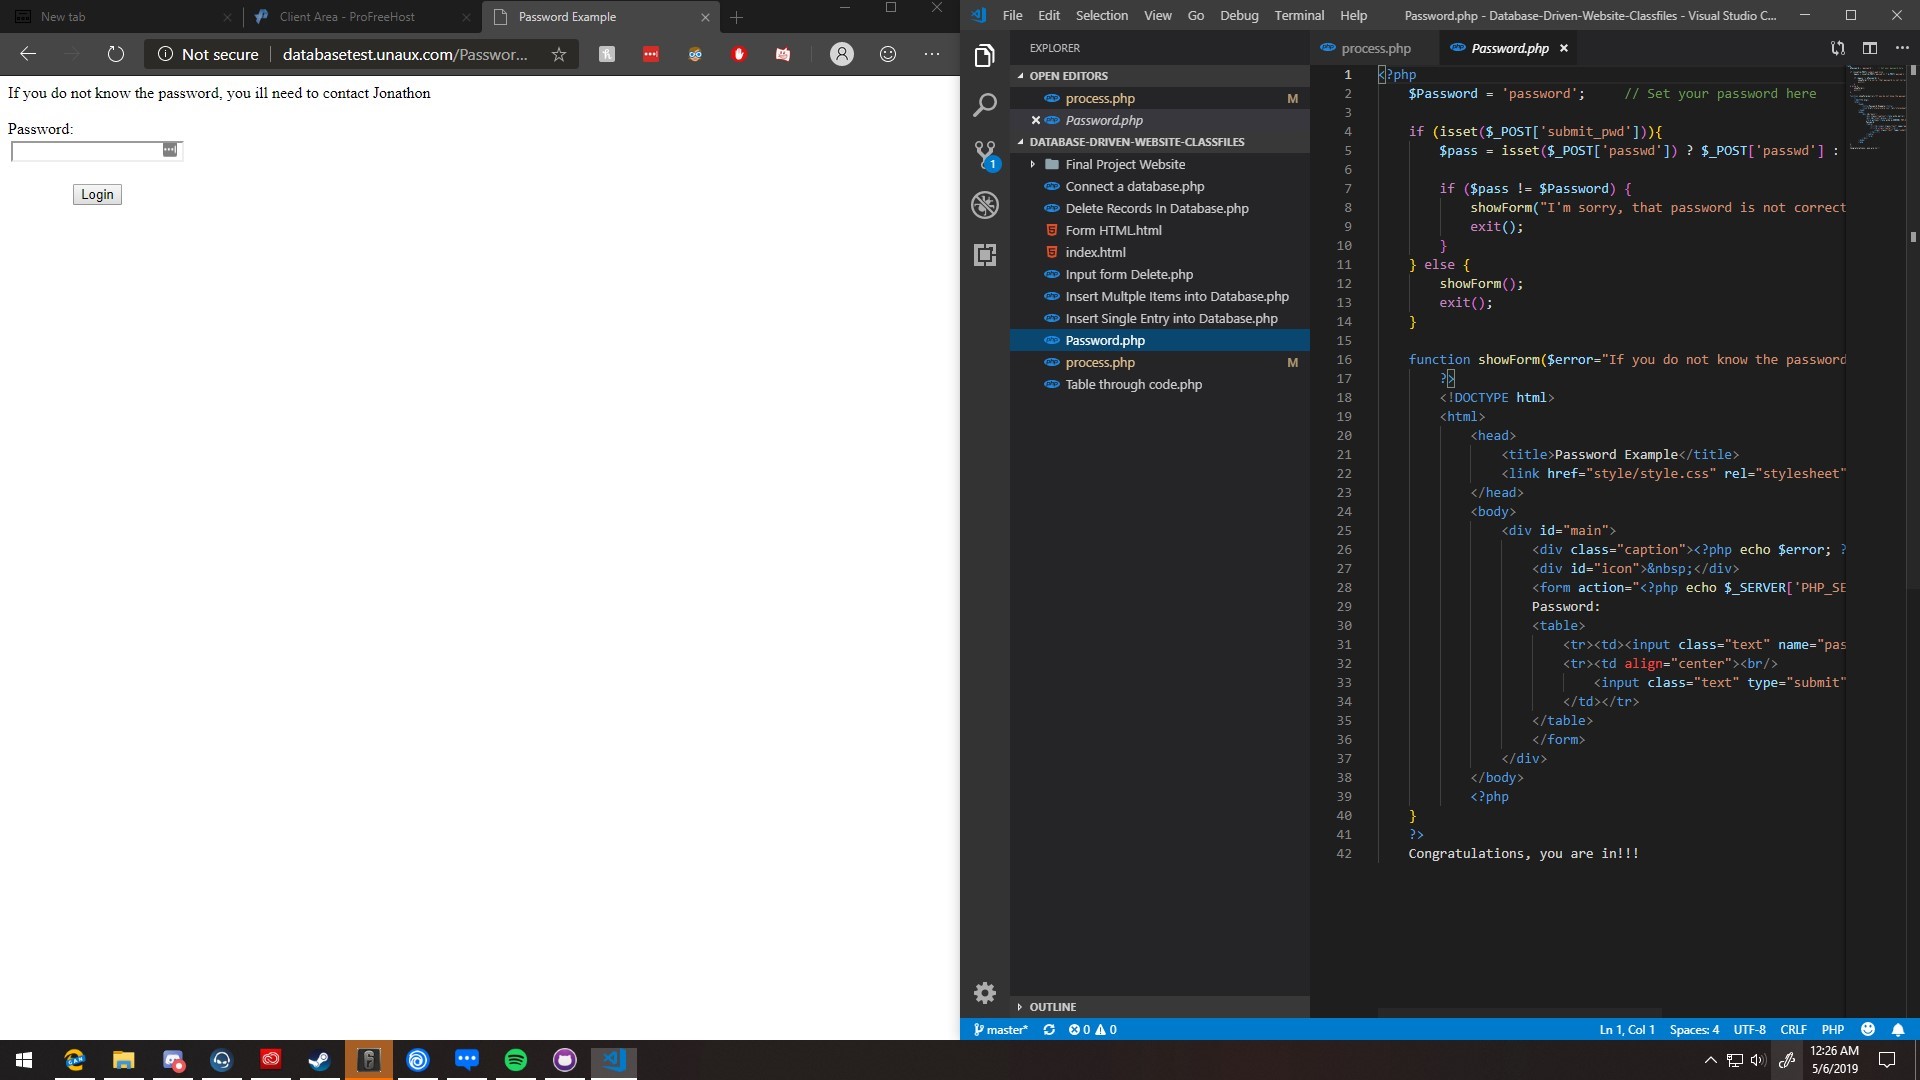 New tab
Client Area - ProFreeHost
Password Example
Not secure
databasetest.unaux.com/Passwor...
If you do not know the password, you ill need to contact Jonathon
Password:
Login
File Edit Selection View Go Debug Terminal Help
Password.php - Database-Driven-Website-Classfiles - Visual Studio C...
EXPLORER
OPEN EDITORS
process.php M
Password.php
DATABASE-DRIVEN-WEBSITE-CLASSFILES
Final Project Website
Connect a database.php
Delete Records In Database.php
Form HTML.html
index.html
Input form Delete.php
Insert Multple Items into Database.php
Insert Single Entry into Database.php
Password.php
process.php M
Table through code.php
OUTLINE
1
process.php
Password.php
1 <?php
2 $Password = 'password'; // Set your password here
3
4 if (isset($_POST['submit_pwd'])){
5 $pass = isset($_POST['passwd']) ? $_POST['passwd'] :
6
7 if ($pass != $Password) {
8 showForm("I'm sorry, that password is not correct
9 exit();
10 }
11 } else {
12 showForm();
13 exit();
14 }
15
16 function showForm($error="If you do not know the password
17 ?>
18 <!DOCTYPE html>
19 <html>
20 <head>
21 <title>Password Example</title>
22 <link href="style/style.css" rel="stylesheet"
23 </head>
24 <body>
25 <div id="main">
26 <div class="caption"><?php echo $error; ?
27 <div id="icon">&nbsp;</div>
28 <form action="<?php echo $_SERVER['PHP_SE
29 Password:
30 <table>
31 <tr><td><input class="text" name="pas
32 <tr><td align="center"><br/>
33 <input class="text" type="submit"
34 </td></tr>
35 </table>
36 </form>
37 </div>
38 </body>
39 <?php
40 }
41 ?>
42 Congratulations, you are in!!!
master* 0 0
Ln 1, Col 1 Spaces: 4 UTF-8 CRLF PHP
12:26 AM
5/6/2019